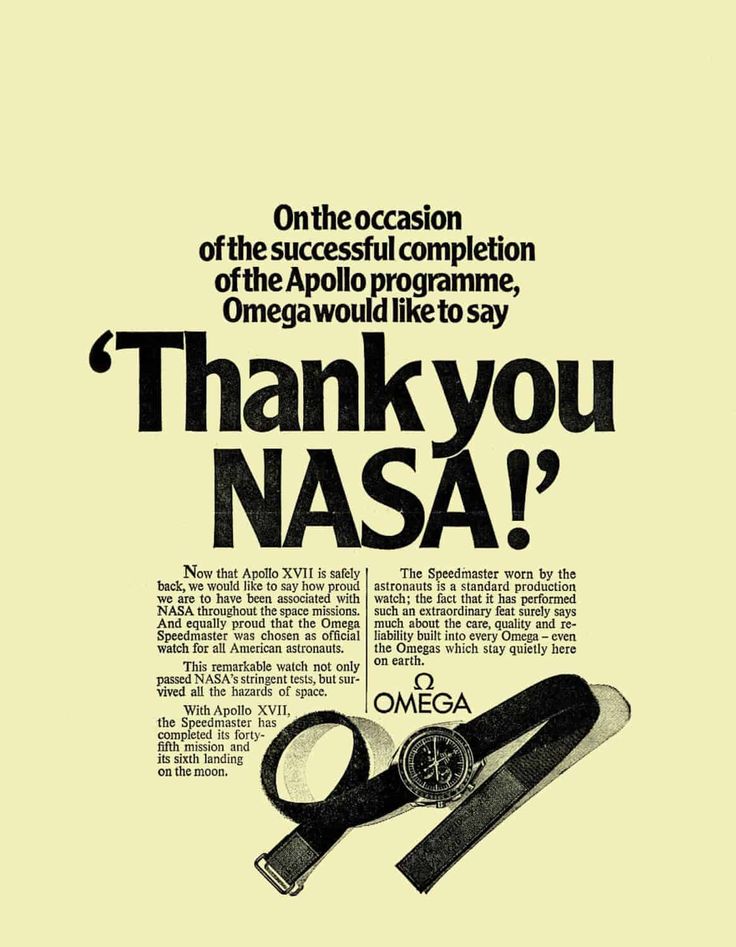 On the occasion
of the successful completion
of the Apollo programme,
Omega would like to say
‘Thank you
NASA!’
Now that Apollo XVII is safely
back, we would like to say how proud
we are to have been associated with
NASA throughout the space missions.
And equally proud that the Omega
Speedmaster was chosen as official
watch for all American astronauts.
This remarkable watch not only
passed NASA's stringent tests, but sur-
vived all the hazards of space.
With Apollo XVII,
the Speedmaster has
completed its forty-
fifth mission and
its sixth landing
on the moon.
The Speedmaster worn by the
astronauts is a standard production
watch; the fact that it has performed
such an extraordinary feat surely says
much about the care, quality and re-
liability built into every Omega – even
the Omegas which stay quietly here
on earth.
Ω
OMEGA